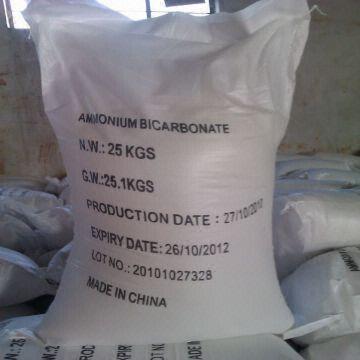 AMMONIUM BICARBONATE
N.W.: 25 KGS
G.W.:25.1KGS
PRODUCTION DATE : 27/10/2010
EXPIRY DATE: 26/10/2012
LOT NO.: 20101027328
MADE IN CHINA